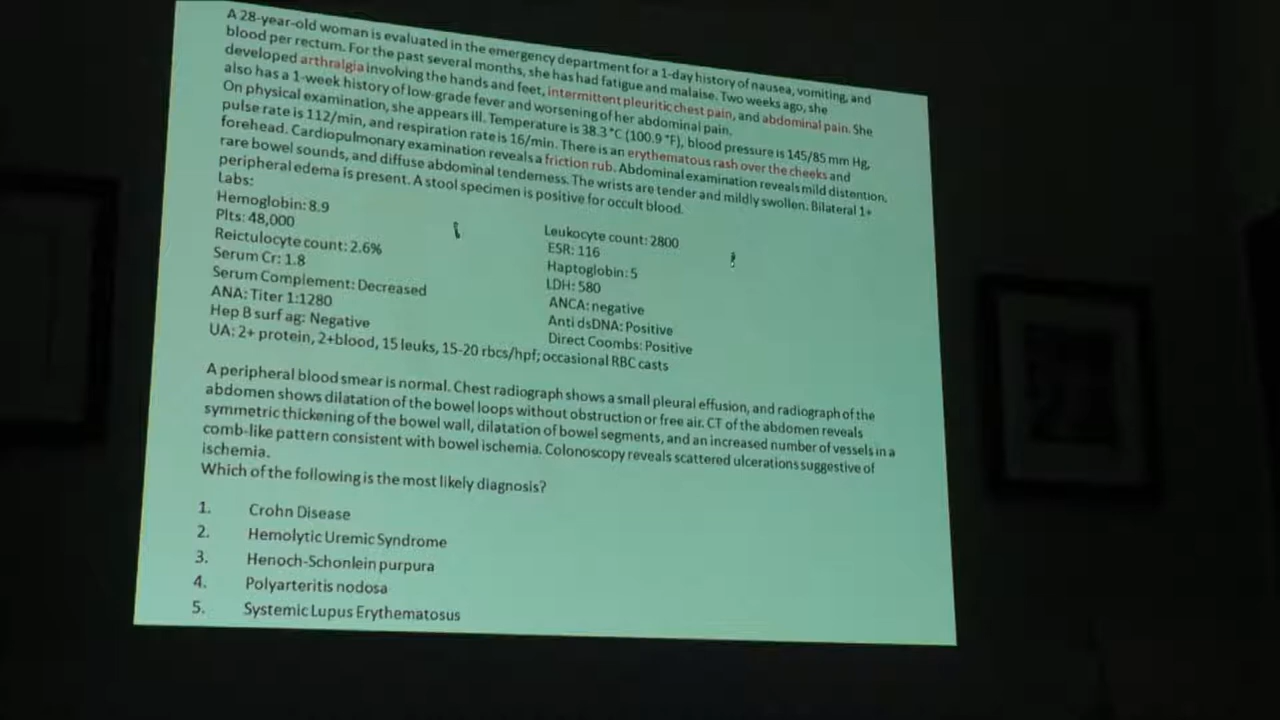 A 28-year-old woman is evaluated in the emergency department for a 1-day history of nausea, vomiting, and
blood per rectum. For the past several months, she has had fatigue and malaise. Two weeks ago, she
developed arthralgia involving the hands and feet, intermittent pleuritic chest pain, and abdominal pain. She
also has a 1-week history of low-grade fever and worsening of her abdominal pain.
On physical examination, she appears ill. Temperature is 38.3 °C (100.9 °F), blood pressure is 145/85 mm Hg,
pulse rate is 112/min, and respiration rate is 16/min. There is an erythematous rash over the cheeks and
forehead. Cardiopulmonary examination reveals a friction rub. Abdominal examination reveals mild distention,
rare bowel sounds, and diffuse abdominal tenderness. The wrists are tender and mildly swollen. Bilateral 1+
peripheral edema is present. A stool specimen is positive for occult blood.
Labs:
Hemoglobin: 8.9
Plts: 48,000
Reictulocyte count: 2.6%
Serum Cr: 1.8
Serum Complement: Decreased
ANA: Titer 1:1280
Hep B surf ag: Negative
Leukocyte count: 2800
ESR: 116
Haptoglobin: 5
LDH: 580
ANCA: negative
Anti dsDNA: Positive
Direct Coombs: Positive
UA: 2+ protein, 2+blood, 15 leuks, 15-20 rbcs/hpf; occasional RBC casts
A peripheral blood smear is normal. Chest radiograph shows a small pleural effusion, and radiograph of the
abdomen shows dilatation of the bowel loops without obstruction or free air. CT of the abdomen reveals
symmetric thickening of the bowel wall, dilatation of bowel segments, and an increased number of vessels in a
comb-like pattern consistent with bowel ischemia. Colonoscopy reveals scattered ulcerations suggestive of
ischemia.
Which of the following is the most likely diagnosis?
1. Crohn Disease
2. Hemolytic Uremic Syndrome
3. Henoch-Schonlein purpura
4. Polyarteritis nodosa
5. Systemic Lupus Erythematosus